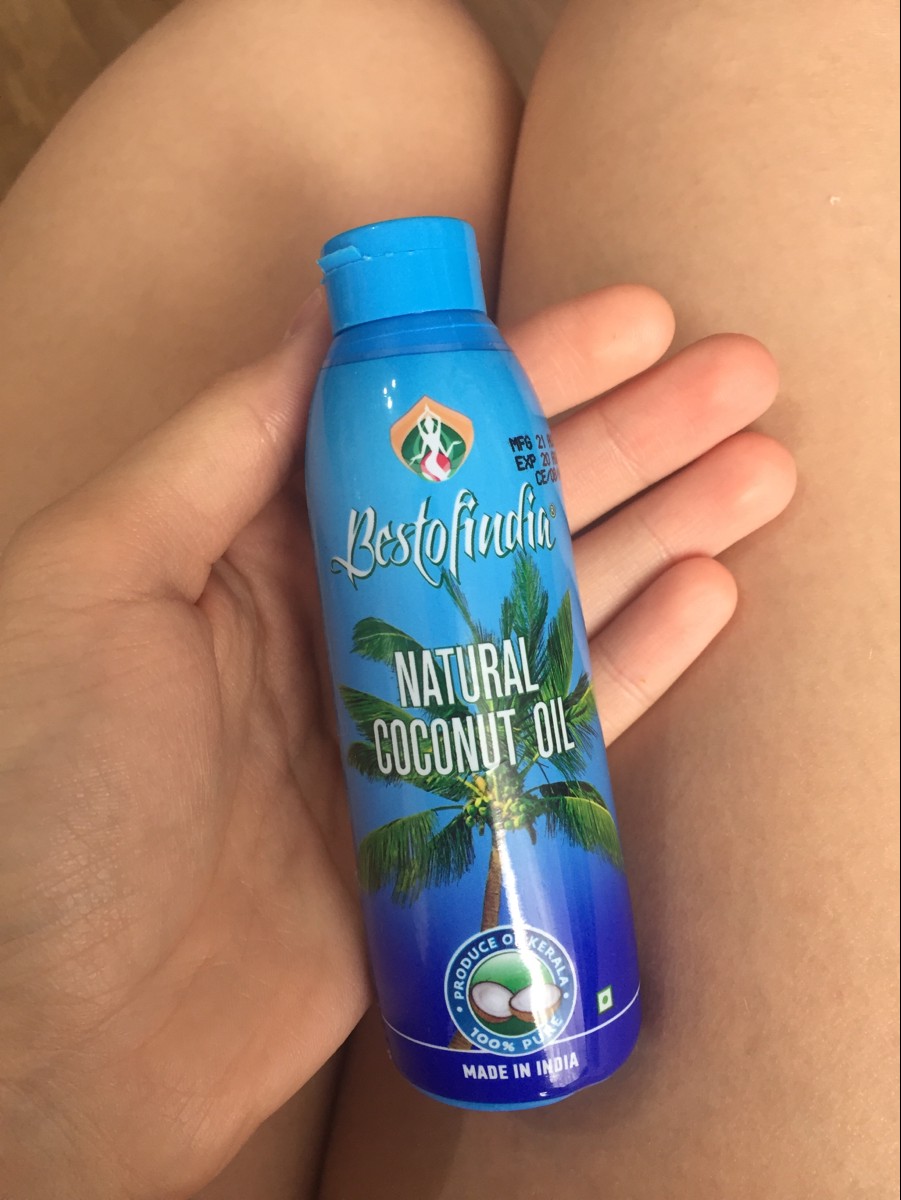 MFG 21
EXP 20
Bestofindia®
NATURAL
COCONUT OIL
PRODUCE OF KERALA
100% PURE
MADE IN INDIA